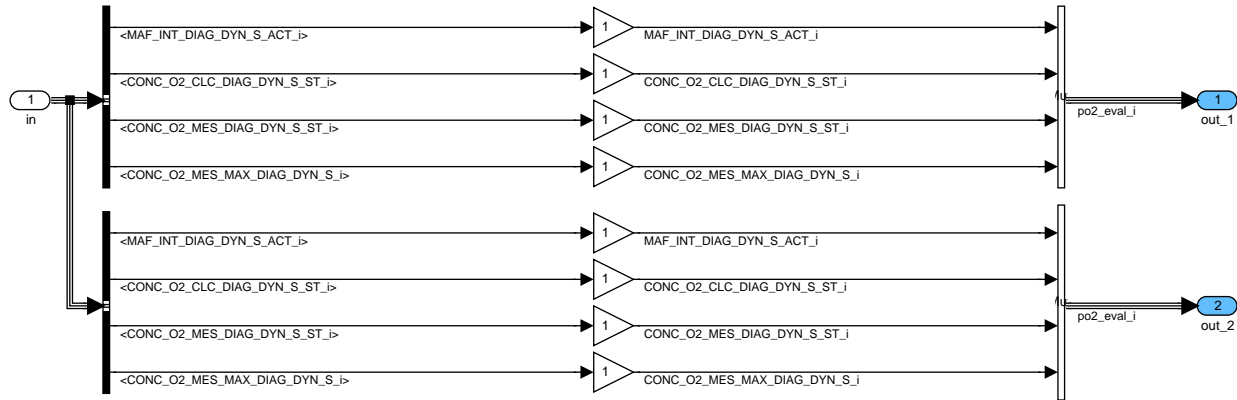 <MAF_INT_DIAG_DYN_S_ACT_i> 1 MAF_INT_DIAG_DYN_S_ACT_i
<CONC_O2_CLC_DIAG_DYN_S_ST_i> 1 CONC_O2_CLC_DIAG_DYN_S_ST_i
1
in
po2_eval_i
1
out_1
<CONC_O2_MES_DIAG_DYN_S_ST_i> 1 CONC_O2_MES_DIAG_DYN_S_ST_i
<CONC_O2_MES_MAX_DIAG_DYN_S_i> 1 CONC_O2_MES_MAX_DIAG_DYN_S_i
<MAF_INT_DIAG_DYN_S_ACT_i> 1 MAF_INT_DIAG_DYN_S_ACT_i
<CONC_O2_CLC_DIAG_DYN_S_ST_i> 1 CONC_O2_CLC_DIAG_DYN_S_ST_i
po2_eval_i
2
out_2
<CONC_O2_MES_DIAG_DYN_S_ST_i> 1 CONC_O2_MES_DIAG_DYN_S_ST_i
<CONC_O2_MES_MAX_DIAG_DYN_S_i> 1 CONC_O2_MES_MAX_DIAG_DYN_S_i